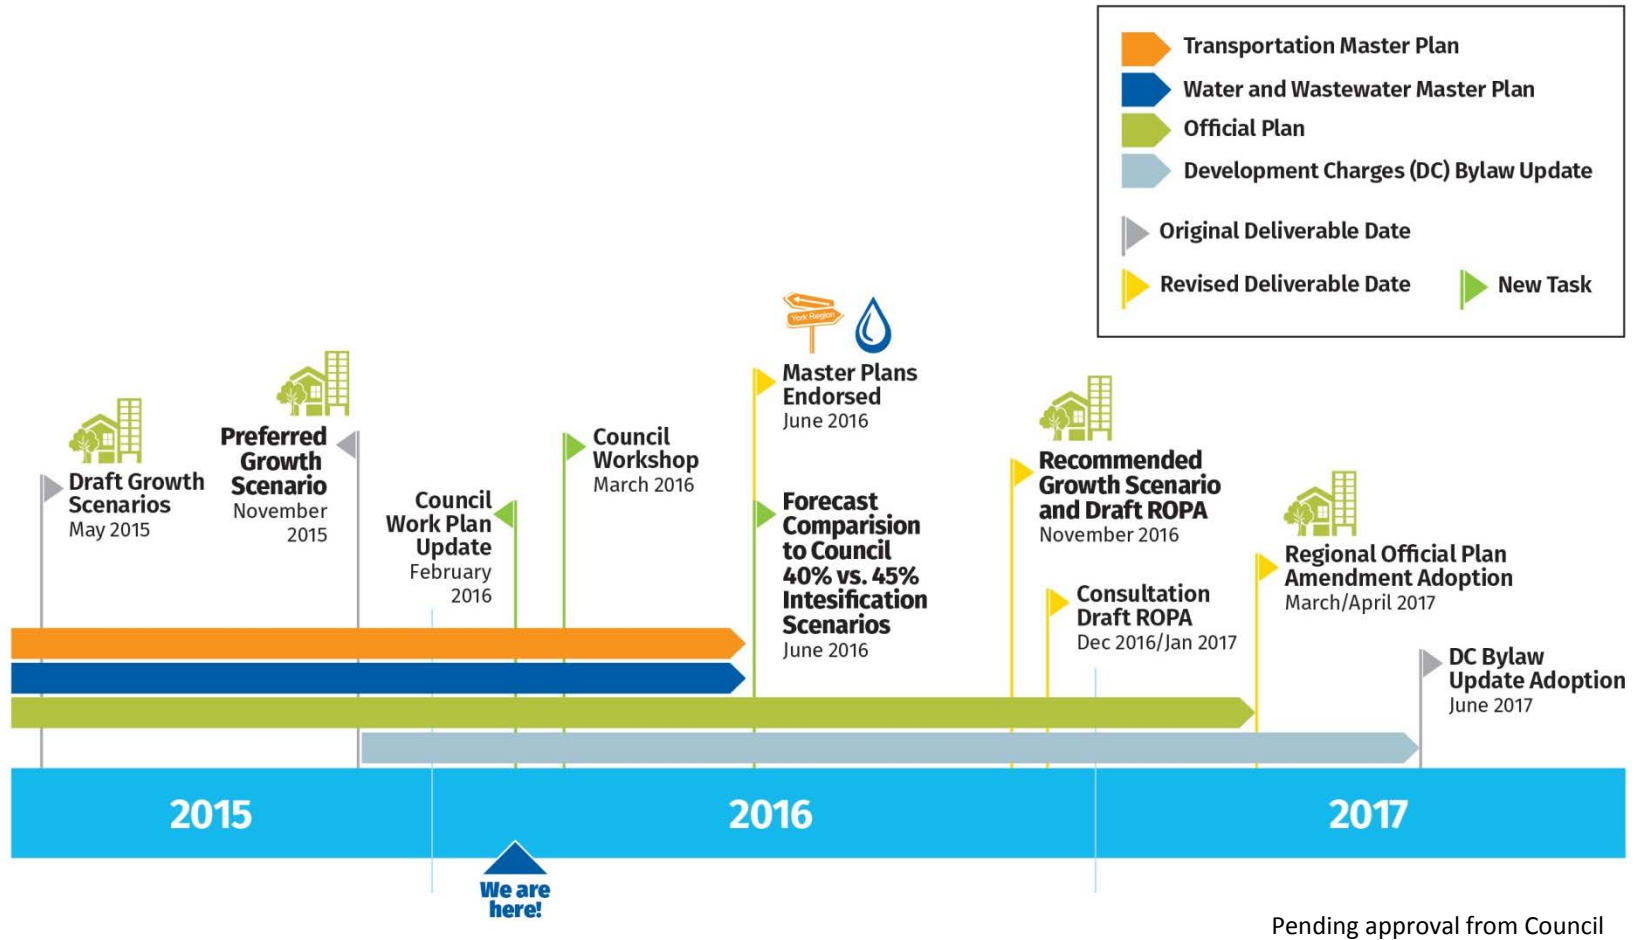 Transportation Master Plan
Water and Wastewater Master Plan
Official Plan
Development Charges (DC) Bylaw Update
Original Deliverable Date
Revised Deliverable Date
New Task
Draft Growth
Scenarios
May 2015
Preferred
Growth
Scenario
November
2015
Council
Work Plan
Update
February
2016
Council
Workshop
March 2016
York Region
Master Plans
Endorsed
June 2016
Forecast
Comparision
to Council
40% vs. 45%
Intesification
Scenarios
June 2016
Recommended
Growth Scenario
and Draft ROPA
November 2016
Consultation
Draft ROPA
Dec 2016/Jan 2017
Regional Official Plan
Amendment Adoption
March/April 2017
DC Bylaw
Update Adoption
June 2017
2015
2016
2017
We are
here!
Pending approval from Council